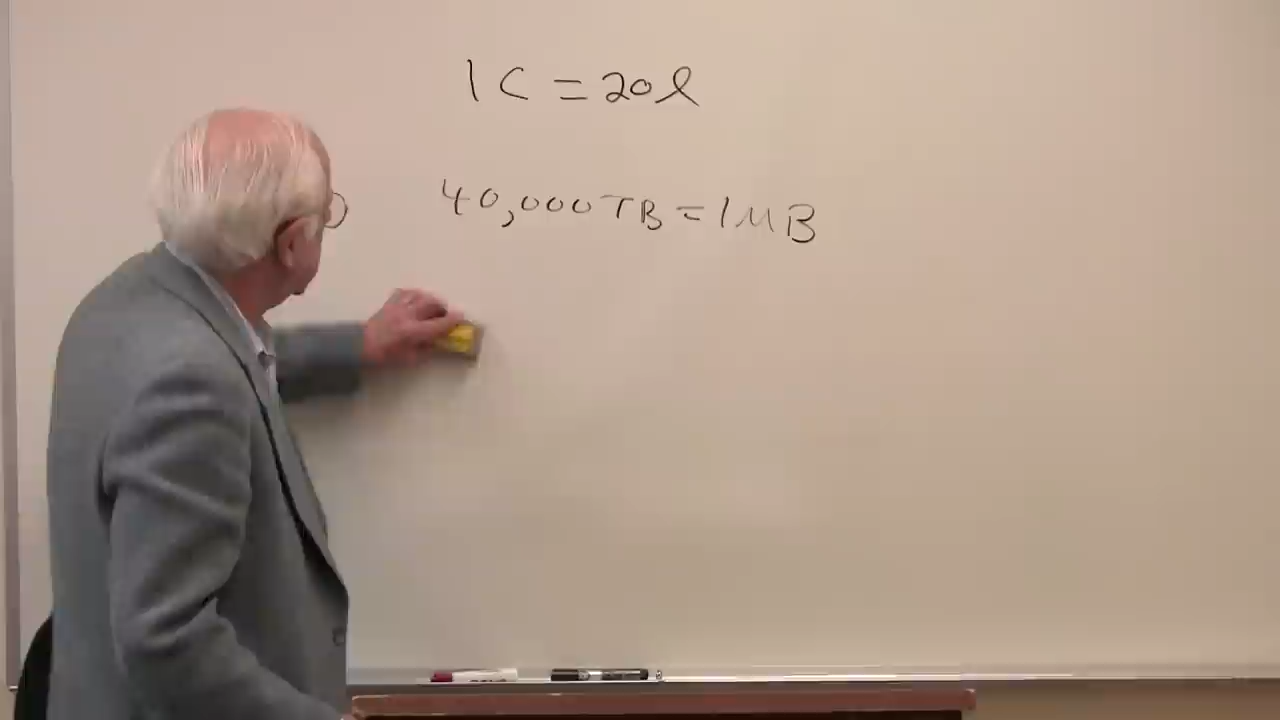 1 C = 20 l
40,000 TB = 1 MB